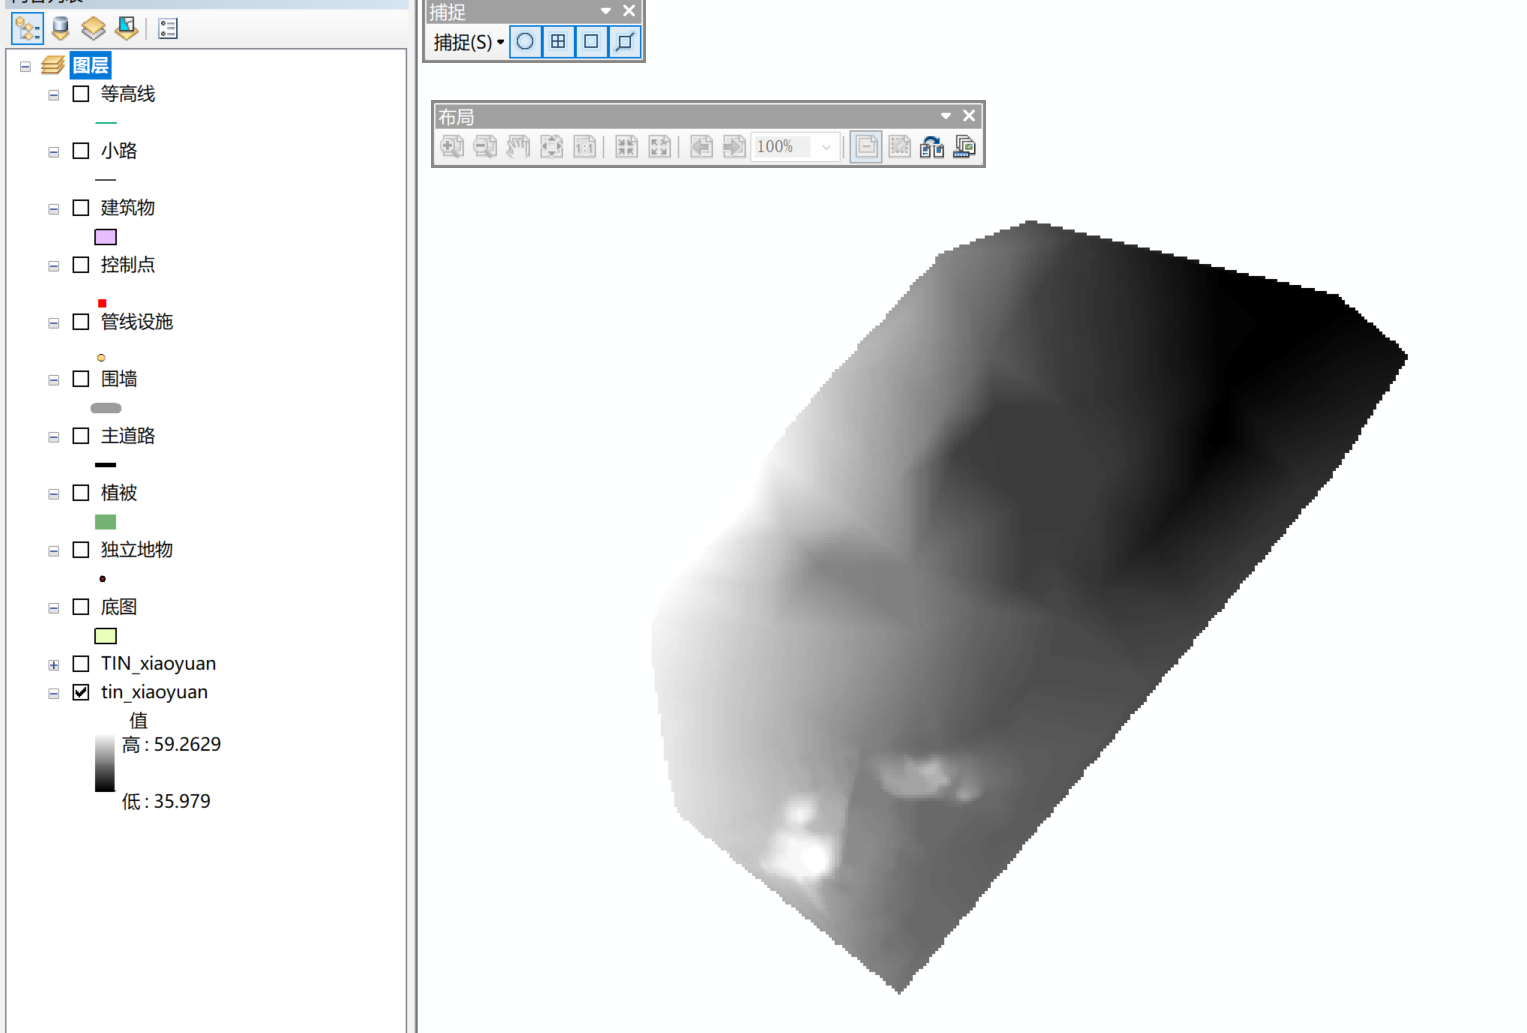 捕捉
捕捉(S)
布局
100%
图层
等高线
小路
建筑物
控制点
管线设施
围墙
主道路
植被
独立地物
底图
TIN_xiaoyuan
tin_xiaoyuan
值
高 : 59.2629
低 : 35.979